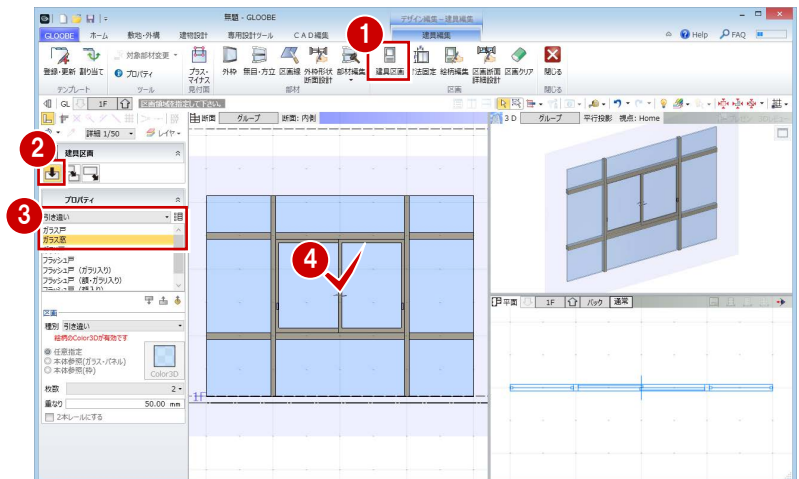 無題 - GLOOBE
デザイン編集 – 建具編集
GLOOBE ホーム 敷地・外構 建物設計 専用設計ツール CAD編集 建具編集
Help FAQ
1
登録・更新 割り当て
対象部材変更
プロパティ
プラス・マイナス
外枠 無目・方立 区画線 外枠形状断面設計 部材編集 建具区画 寸法固定 絵柄編集 区画断面詳細設計 区画クリア 閉じる
テンプレート ツール 見付面 部材 区画 閉じる
GL 1F 区画領域を指定して下さい。
詳細 1/50 レイヤ
断面 グループ 断面: 内側
3D グループ 平行投影 視点: Home
2
建具区画
プロパティ
3
引き違い
ガラス戸
ガラス窓
フラッシュ戸
フラッシュ戸 (ガラリ入り)
フラッシュ戸 (額・ガラリ入り)
4
区画
種別 引き違い
絵柄のColor3Dが有効です
任意指定
本体参照(ガラス・パネル)
本体参照(枠)
Color3D
枚数 2
重なり 50.00 mm
2本レールにする
1F
平面 1F バック 通常